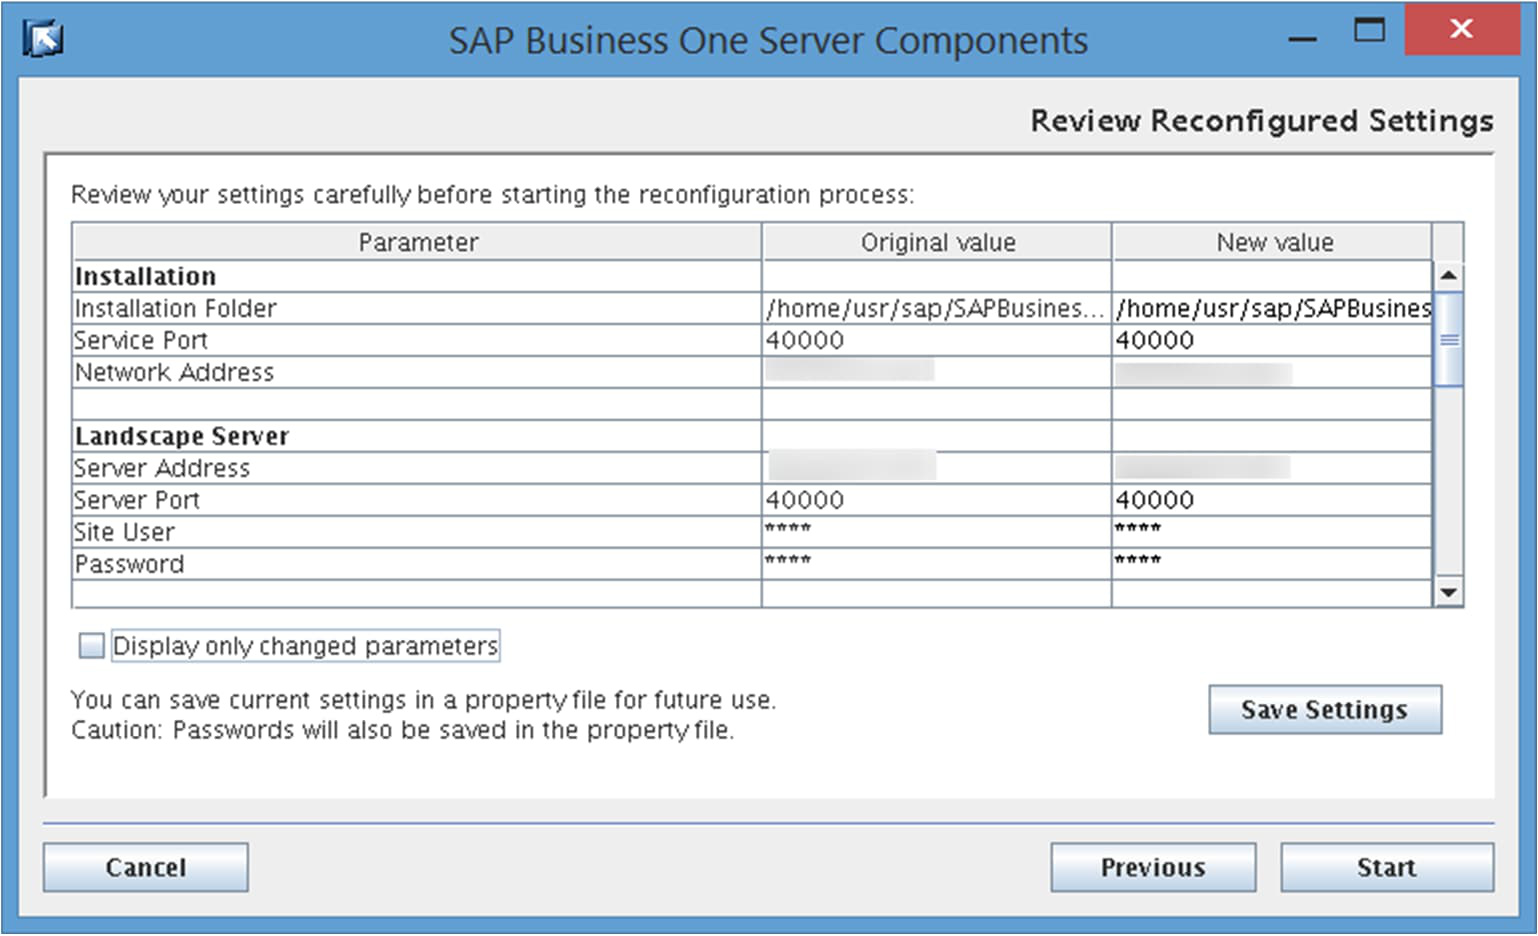 SAP Business One Server Components
Review Reconfigured Settings
Review your settings carefully before starting the reconfiguration process:
Parameter Original value New value
Installation
Installation Folder /home/usr/sap/SAPBusines... /home/usr/sap/SAPBusines
Service Port 40000 40000
Network Address
Landscape Server
Server Address
Server Port 40000 40000
Site User **** ****
Password **** ****
Display only changed parameters
You can save current settings in a property file for future use.
Caution: Passwords will also be saved in the property file.
Save Settings
Cancel Previous Start